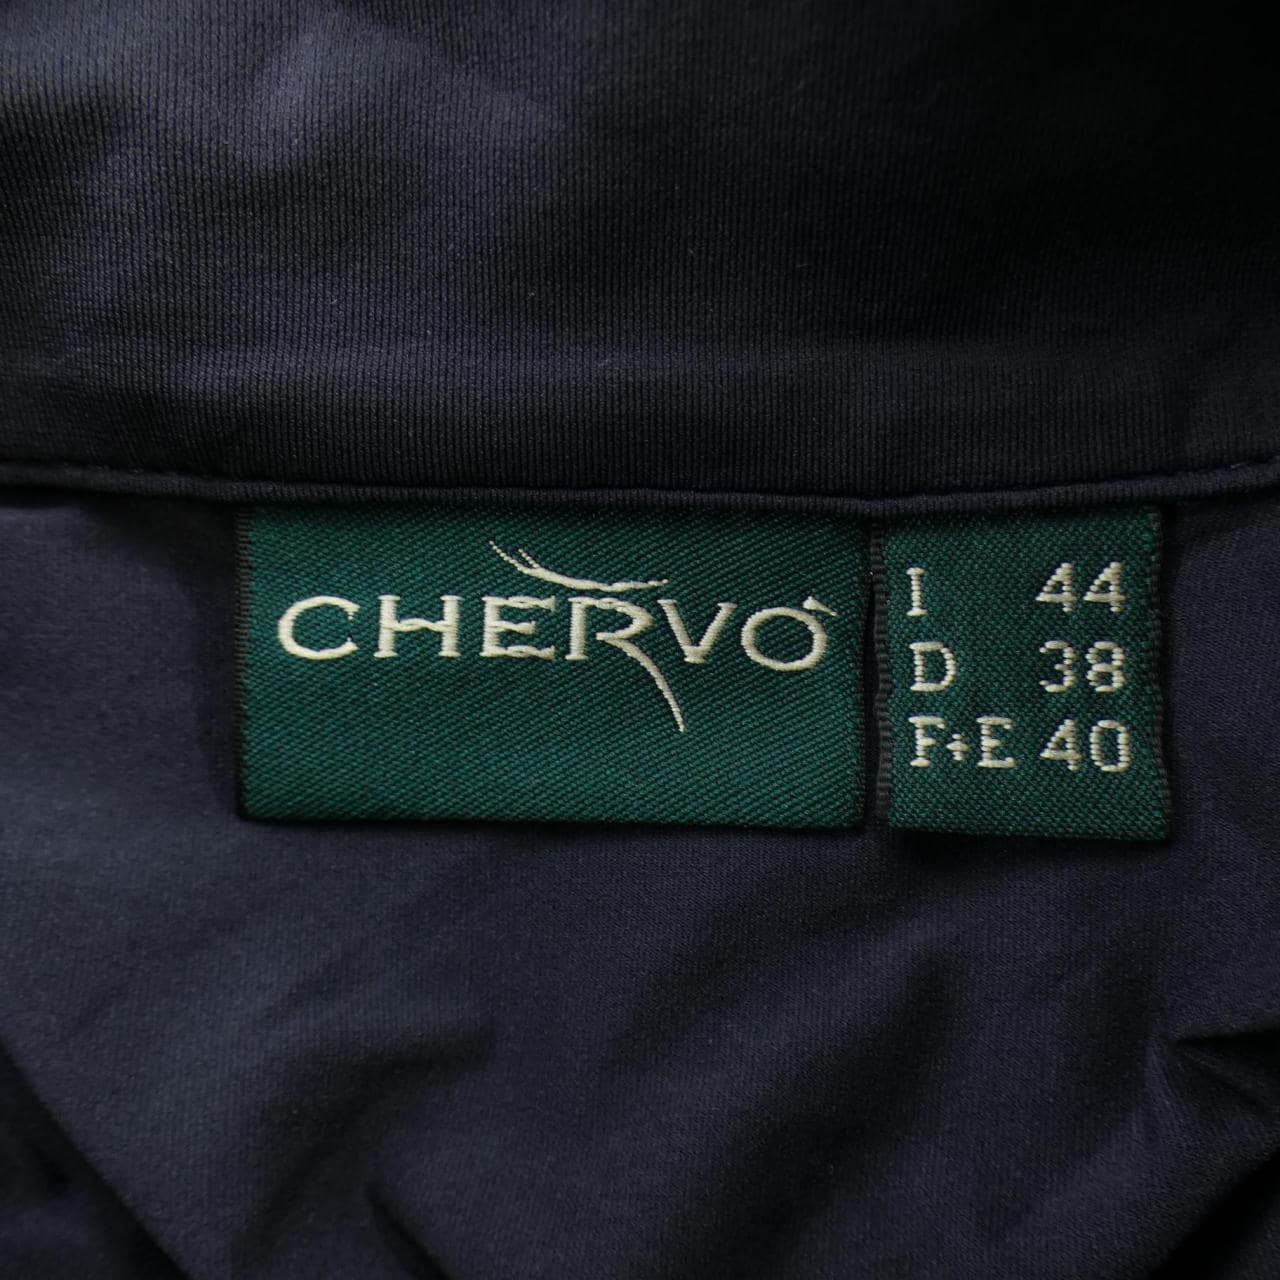 CHERVÒ
I 44
D 38
F+E 40